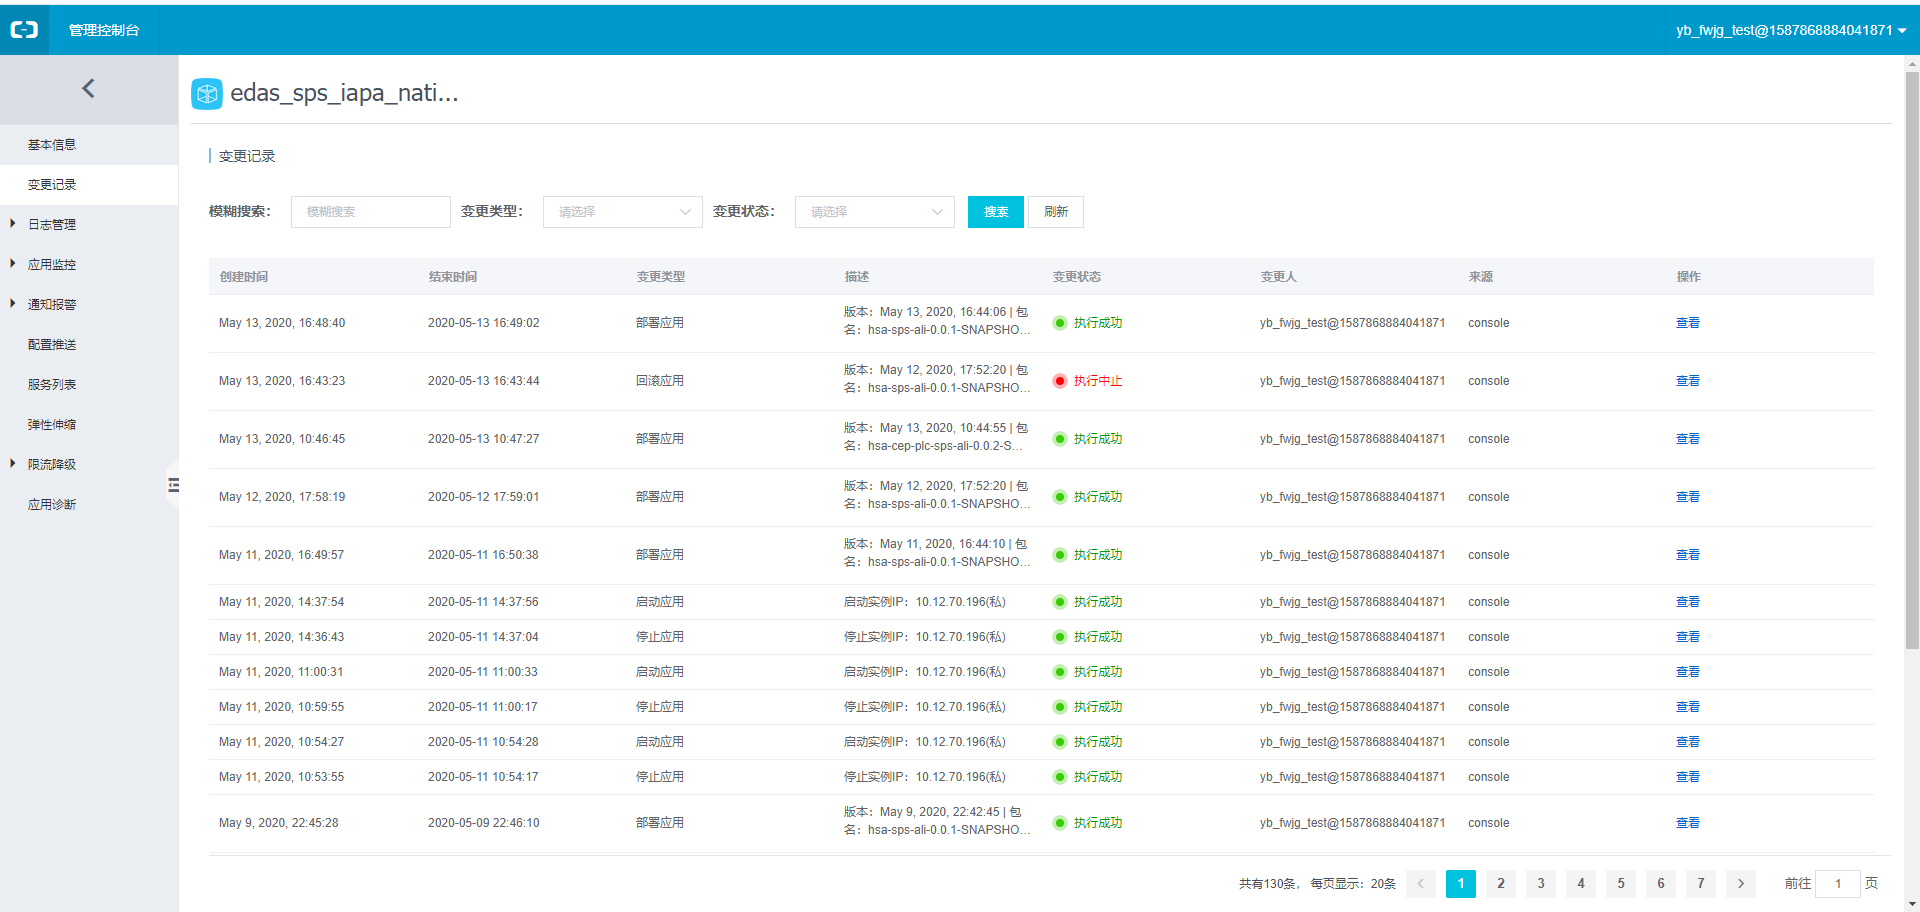 管理控制台
yb_fwjg_test@1587868884041871
edas_sps_iapa_nati...
基本信息
变更记录
日志管理
应用监控
通知报警
配置推送
服务列表
弹性伸缩
限流降级
应用诊断
变更记录
模糊搜索： 模糊搜索 变更类型： 请选择 变更状态： 请选择 搜索 刷新
创建时间 结束时间 变更类型 描述 变更状态 变更人 来源 操作
May 13, 2020, 16:48:40 2020-05-13 16:49:02 部署应用 版本：May 13, 2020, 16:44:06 | 包 执行成功 yb_fwjg_test@1587868884041871 console 查看
名：hsa-sps-ali-0.0.1-SNAPSHO...
May 13, 2020, 16:43:23 2020-05-13 16:43:44 回滚应用 版本：May 12, 2020, 17:52:20 | 包 执行中止 yb_fwjg_test@1587868884041871 console 查看
名：hsa-sps-ali-0.0.1-SNAPSHO...
May 13, 2020, 10:46:45 2020-05-13 10:47:27 部署应用 版本：May 13, 2020, 10:44:55 | 包 执行成功 yb_fwjg_test@1587868884041871 console 查看
名：hsa-cep-plc-sps-ali-0.0.2-S...
May 12, 2020, 17:58:19 2020-05-12 17:59:01 部署应用 版本：May 12, 2020, 17:52:20 | 包 执行成功 yb_fwjg_test@1587868884041871 console 查看
名：hsa-sps-ali-0.0.1-SNAPSHO...
May 11, 2020, 16:49:57 2020-05-11 16:50:38 部署应用 版本：May 11, 2020, 16:44:10 | 包 执行成功 yb_fwjg_test@1587868884041871 console 查看
名：hsa-sps-ali-0.0.1-SNAPSHO...
May 11, 2020, 14:37:54 2020-05-11 14:37:56 启动应用 启动实例IP：10.12.70.196(私) 执行成功 yb_fwjg_test@1587868884041871 console 查看
May 11, 2020, 14:36:43 2020-05-11 14:37:04 停止应用 停止实例IP：10.12.70.196(私) 执行成功 yb_fwjg_test@1587868884041871 console 查看
May 11, 2020, 11:00:31 2020-05-11 11:00:33 启动应用 启动实例IP：10.12.70.196(私) 执行成功 yb_fwjg_test@1587868884041871 console 查看
May 11, 2020, 10:59:55 2020-05-11 11:00:17 停止应用 停止实例IP：10.12.70.196(私) 执行成功 yb_fwjg_test@1587868884041871 console 查看
May 11, 2020, 10:54:27 2020-05-11 10:54:28 启动应用 启动实例IP：10.12.70.196(私) 执行成功 yb_fwjg_test@1587868884041871 console 查看
May 11, 2020, 10:53:55 2020-05-11 10:54:17 停止应用 停止实例IP：10.12.70.196(私) 执行成功 yb_fwjg_test@1587868884041871 console 查看
May 9, 2020, 22:45:28 2020-05-09 22:46:10 部署应用 版本：May 9, 2020, 22:42:45 | 包 执行成功 yb_fwjg_test@1587868884041871 console 查看
名：hsa-sps-ali-0.0.1-SNAPSHO...
共有130条， 每页显示：20条 1 2 3 4 5 6 7 前往 1 页